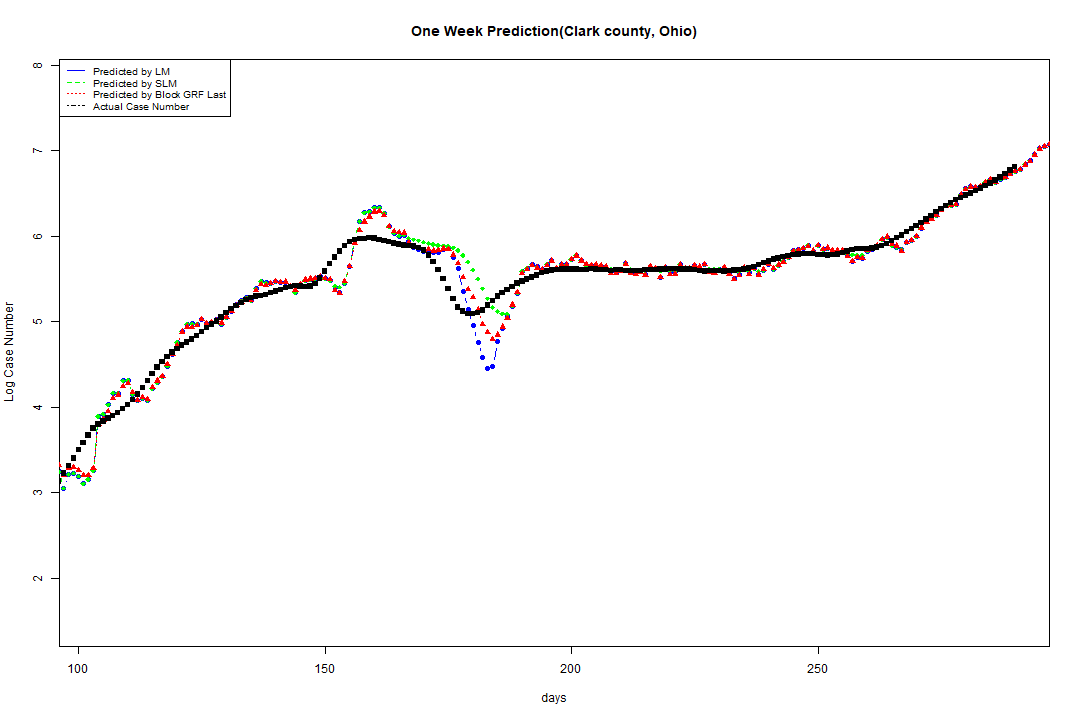 One Week Prediction(Clark county, Ohio)
Predicted by LM
Predicted by SLM
Predicted by Block GRF Last
Actual Case Number
Log Case Number
8
7
6
5
4
3
2
100 150 200 250
days